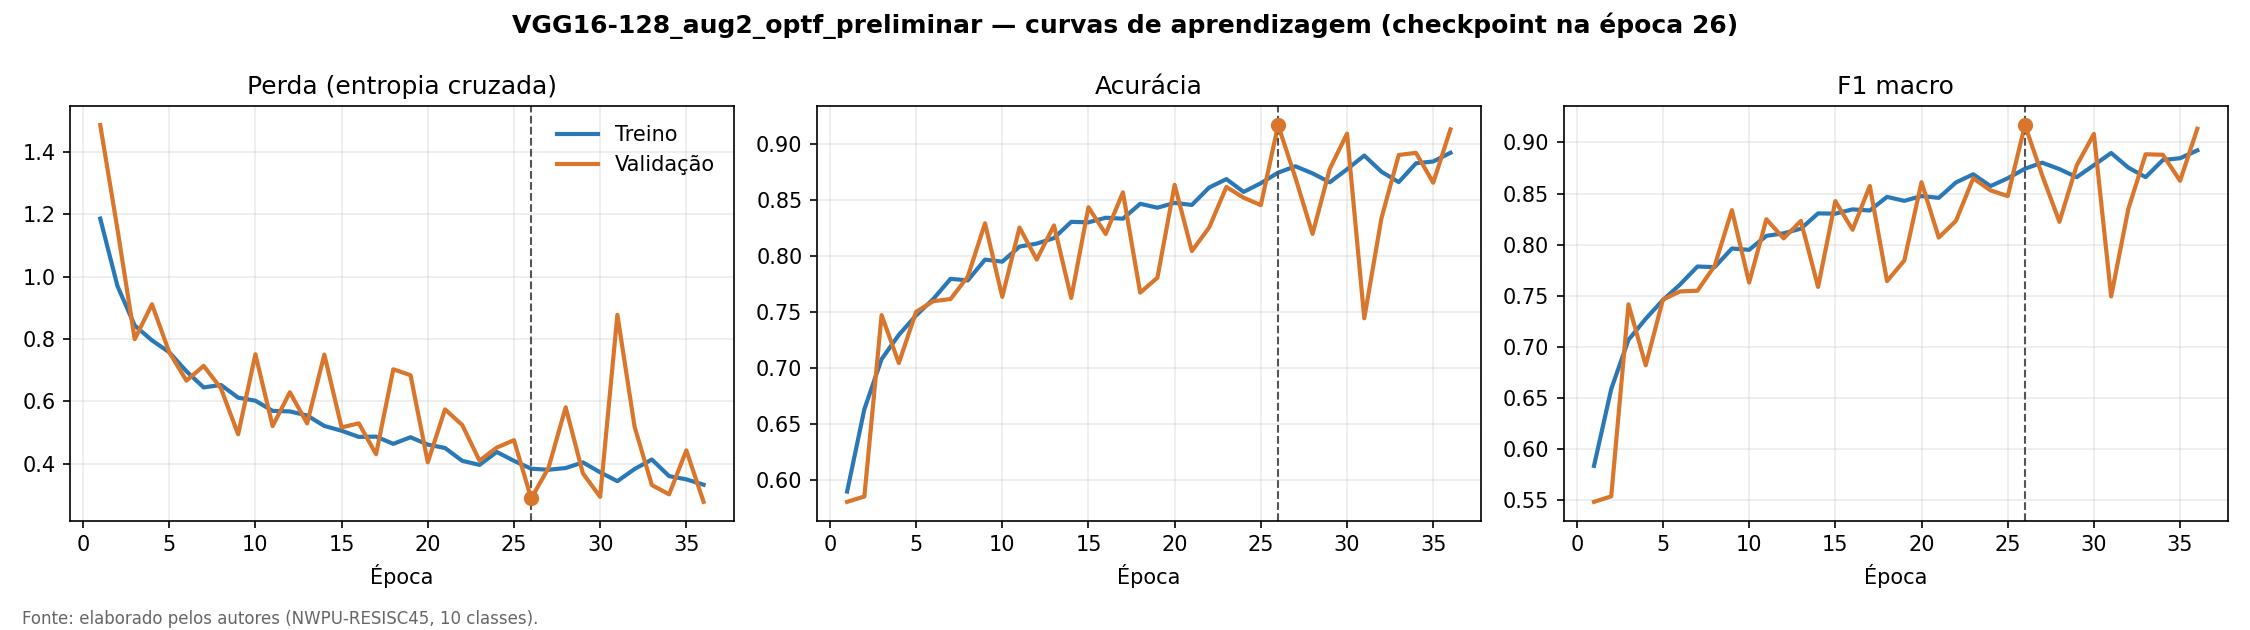 VGG16-128_aug2_optf_preliminar — curvas de aprendizagem (checkpoint na época 26)
Perda (entropia cruzada)
Treino
Validação
1.4
1.2
1.0
0.8
0.6
0.4
0 5 10 15 20 25 30 35
Época
Acurácia
0.90
0.85
0.80
0.75
0.70
0.65
0.60
0 5 10 15 20 25 30 35
Época
F1 macro
0.90
0.85
0.80
0.75
0.70
0.65
0.60
0.55
0 5 10 15 20 25 30 35
Época
Fonte: elaborado pelos autores (NWPU-RESISC45, 10 classes).